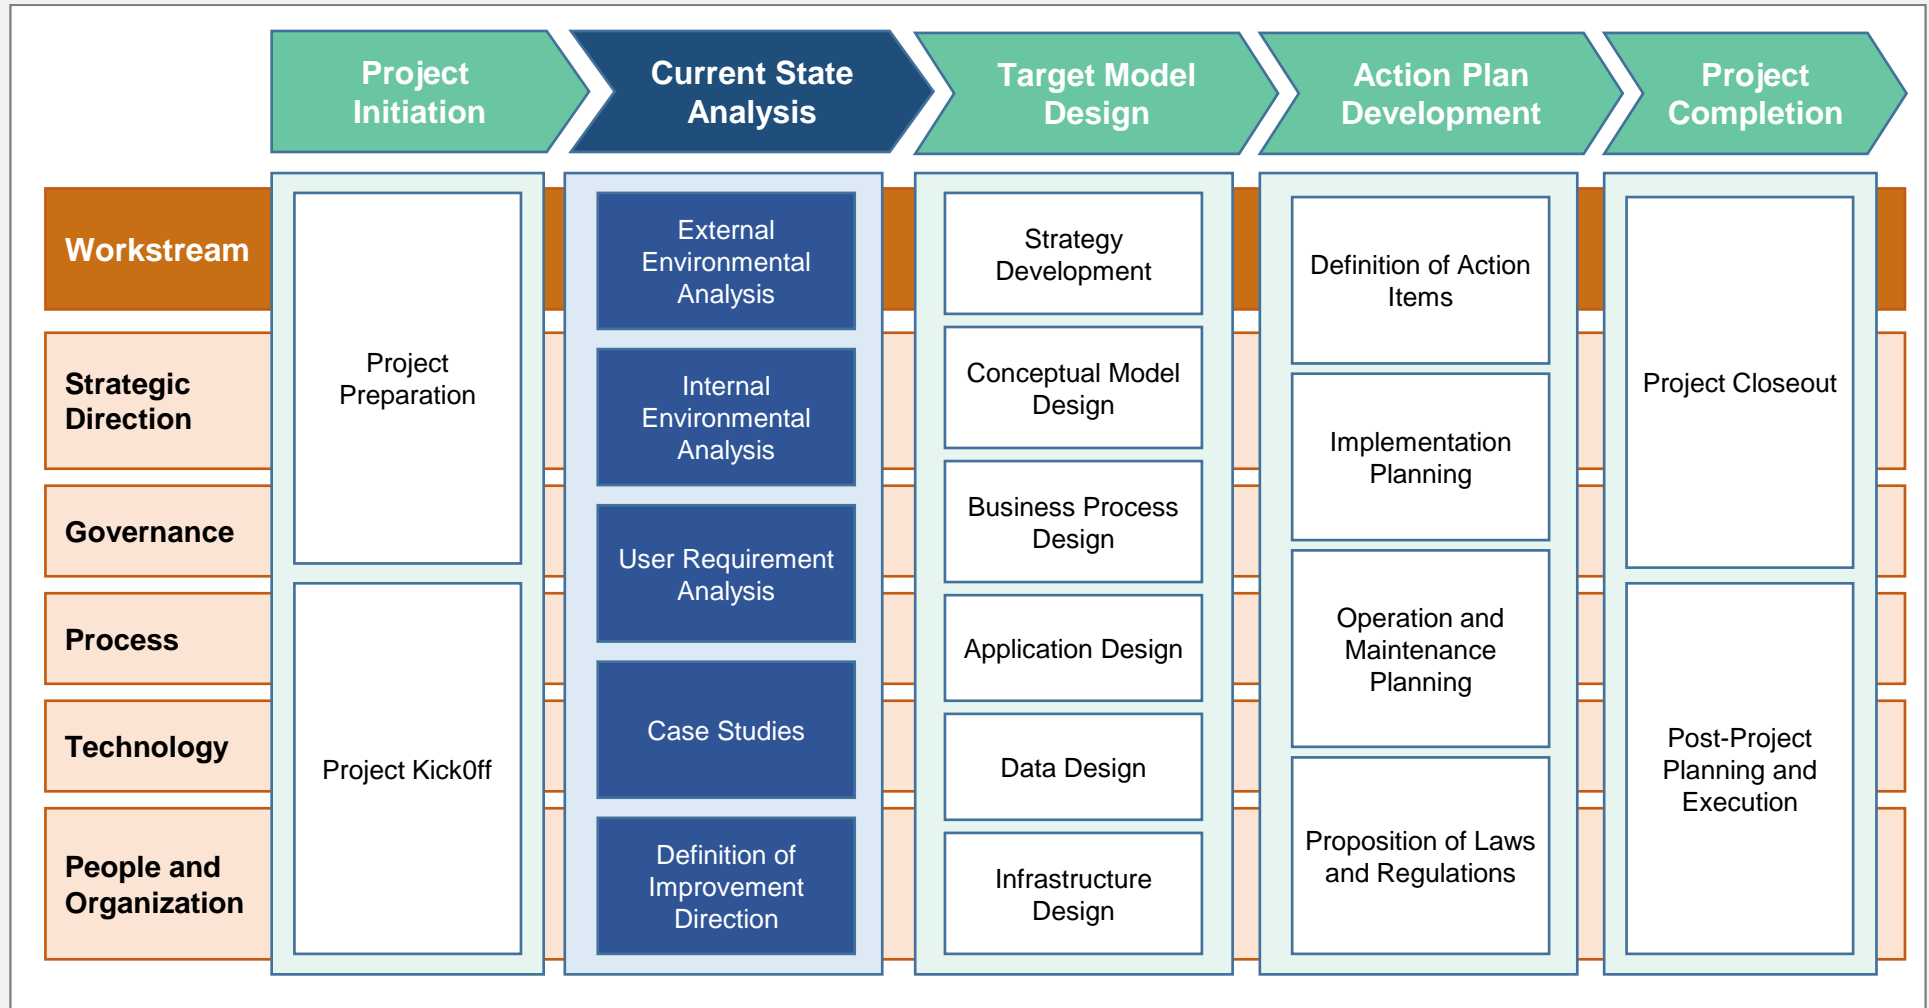 Project
Initiation
Current State
Analysis
Target Model
Design
Action Plan
Development
Project
Completion
Workstream
Strategic
Direction
Governance
Process
Technology
People and
Organization
Project
Preparation
Project Kick0ff
External
Environmental
Analysis
Internal
Environmental
Analysis
User Requirement
Analysis
Case Studies
Definition of
Improvement
Direction
Strategy
Development
Conceptual Model
Design
Business Process
Design
Application Design
Data Design
Infrastructure
Design
Definition of Action
Items
Implementation
Planning
Operation and
Maintenance
Planning
Proposition of Laws
and Regulations
Project Closeout
Post-Project
Planning and
Execution